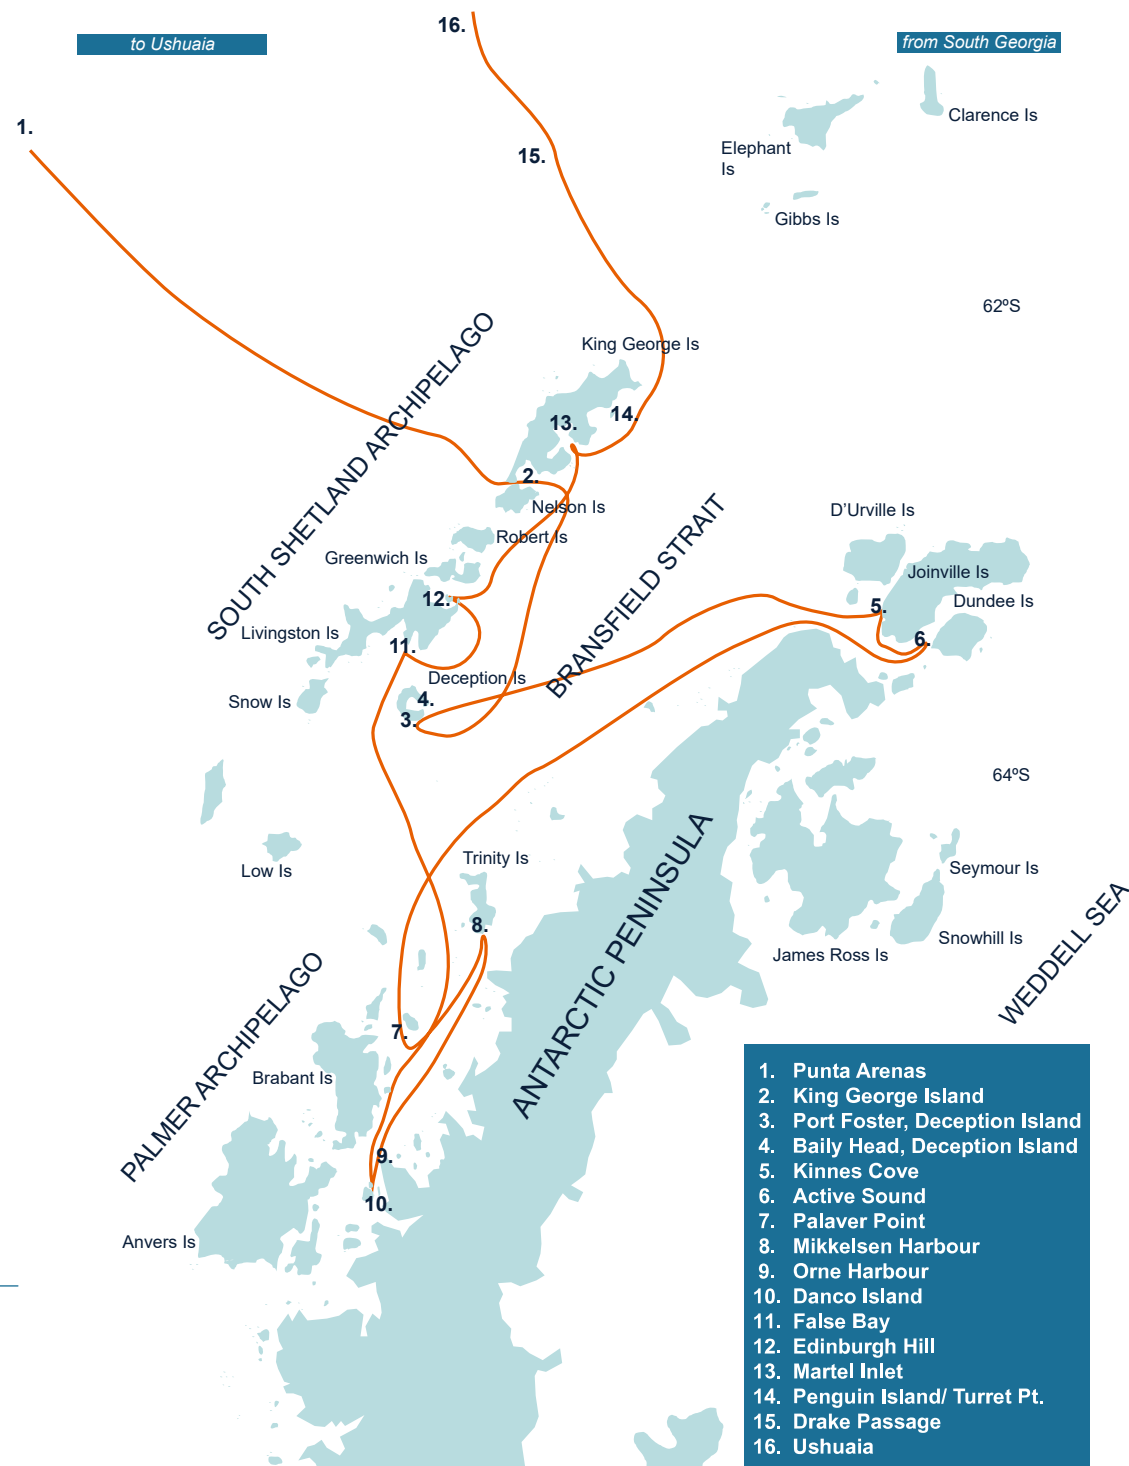 to Ushuaia
16.
from South Georgia
Clarence Is
1.
Elephant
Is
15.
Gibbs Is
62ºS
King George Is
SOUTH SHETLAND ARCHIPELAGO
14.
13.
2.
Nelson Is
D'Urville Is
Robert Is
BRANSFIELD STRAIT
Greenwich Is
Joinville Is
12.
Dundee Is
5.
Livingston Is
6.
11.
Deception Is
Snow Is
4.
3.
64ºS
Trinity Is
Low Is
Seymour Is
ANTARCTIC PENINSULA
8.
Snowhill Is
James Ross Is
WEDDELL SEA
7.
PALMER ARCHIPELAGO
Brabant Is
9.
10.
Anvers Is
1. Punta Arenas
2. King George Island
3. Port Foster, Deception Island
4. Baily Head, Deception Island
5. Kinnes Cove
6. Active Sound
7. Palaver Point
8. Mikkelsen Harbour
9. Orne Harbour
10. Danco Island
11. False Bay
12. Edinburgh Hill
13. Martel Inlet
14. Penguin Island/ Turret Pt.
15. Drake Passage
16. Ushuaia